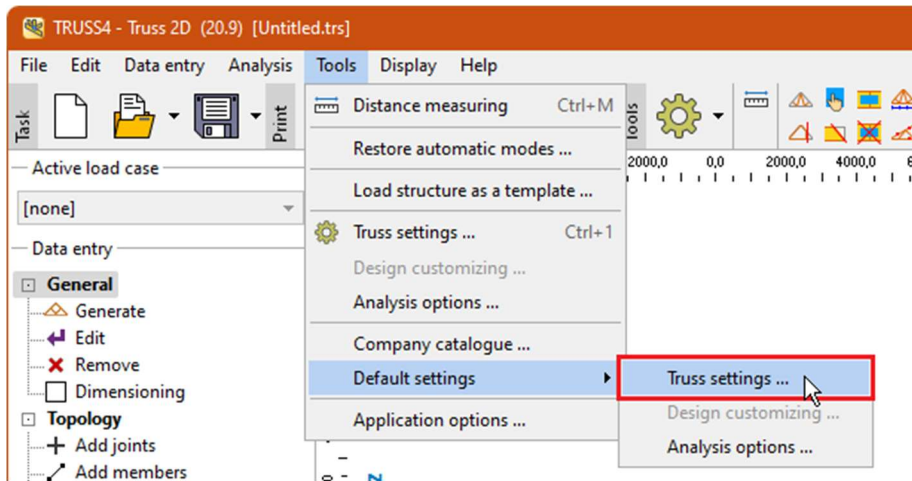 TRUSS4 - Truss 2D (20.9) [Untitled.trs]
File Edit Data entry Analysis Tools Display Help
Task
Print
Tools
Distance measuring Ctrl+M
Restore automatic modes ...
Load structure as a template ...
Truss settings ... Ctrl+1
Design customizing ...
Analysis options ...
Company catalogue ...
Default settings
Application options ...
Truss settings ...
Design customizing ...
Analysis options ...
2000,0 0,0 2000,0 4000,0
Active load case
[none]
Data entry
General
Generate
Edit
Remove
Dimensioning
Topology
Add joints
Add members
Z